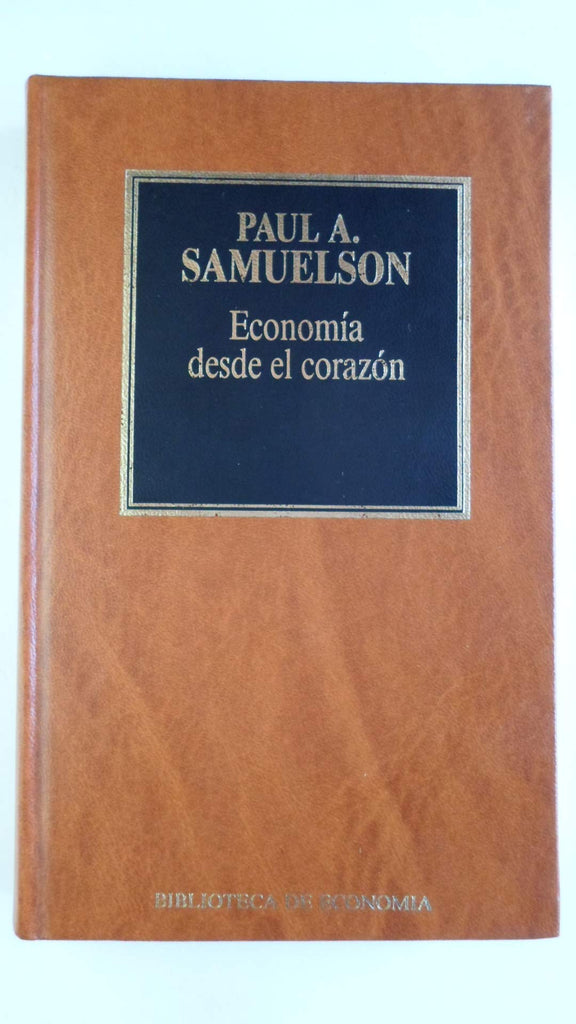 PAUL A.
SAMUELSON
Economía
desde el corazón
BIBLIOTECA DE ECONOMIA